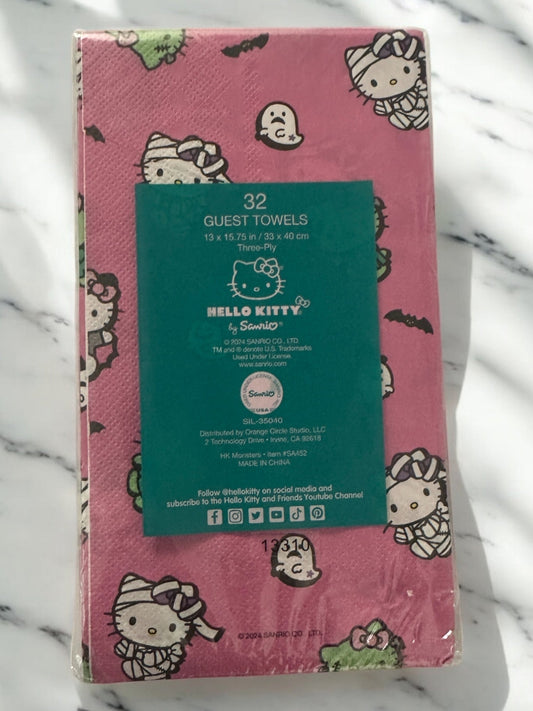 32
GUEST TOWELS
13 x 15.75 in / 33 x 40 cm
Three-Ply
HELLO KITTY®
by Sanrio®
© 2024 SANRIO CO., LTD.
TM and ® denote U.S. Trademarks
Used Under License.
www.sanrio.com
Sanrio
USA
SIL-35040
Distributed by Orange Circle Studio, LLC
2 Technology Drive • Irvine, CA 92618
HK Monsters • Item #SA452
MADE IN CHINA
Follow @hellokitty on social media and
subscribe to the Hello Kitty and Friends Youtube Channel
13310
© 2024 SANRIO CO., LTD.